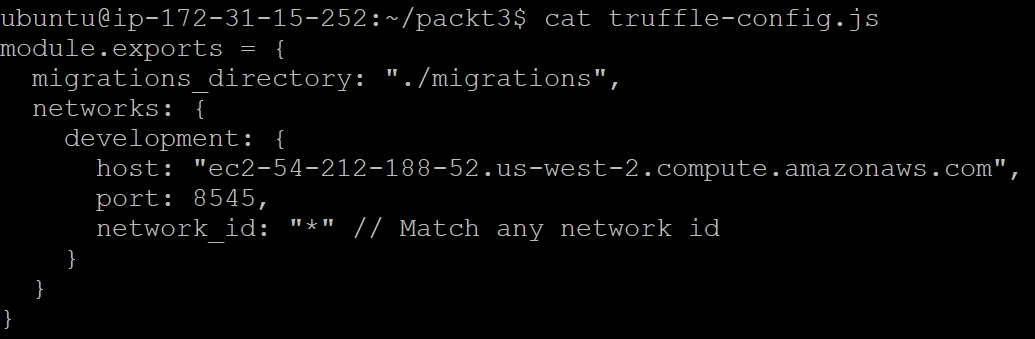 ubuntu@ip-172-31-15-252:~/packt3$ cat truffle-config.js
module.exports = {
  migrations_directory: "./migrations",
  networks: {
    development: {
      host: "ec2-54-212-188-52.us-west-2.compute.amazonaws.com",
      port: 8545,
      network_id: "*" // Match any network id
    }
  }
}